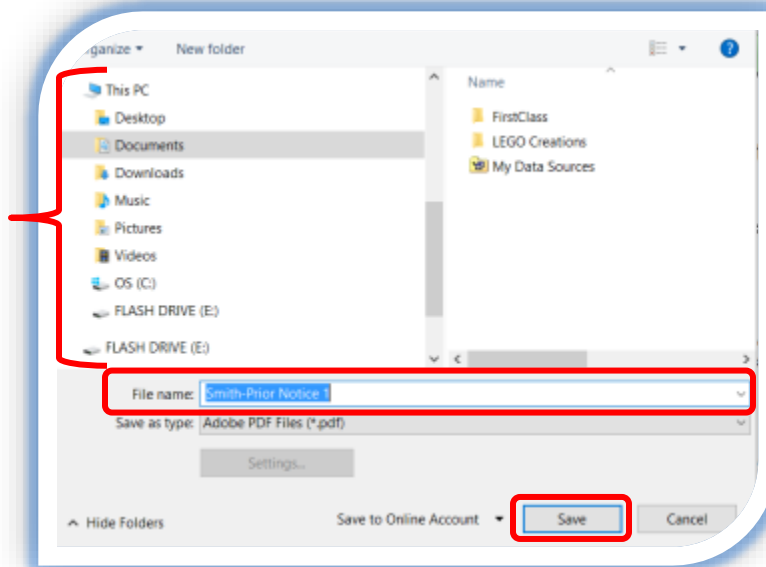 rganize New folder ?
This PC
Desktop
Documents
Downloads
Music
Pictures
Videos
OS (C:)
FLASH DRIVE (E:)
FLASH DRIVE (E:)
Name
FirstClass
LEGO Creations
My Data Sources
File name: Smith-Prior Notice 1
Save as type: Adobe PDF Files (*.pdf)
Settings...
Hide Folders Save to Online Account Save Cancel